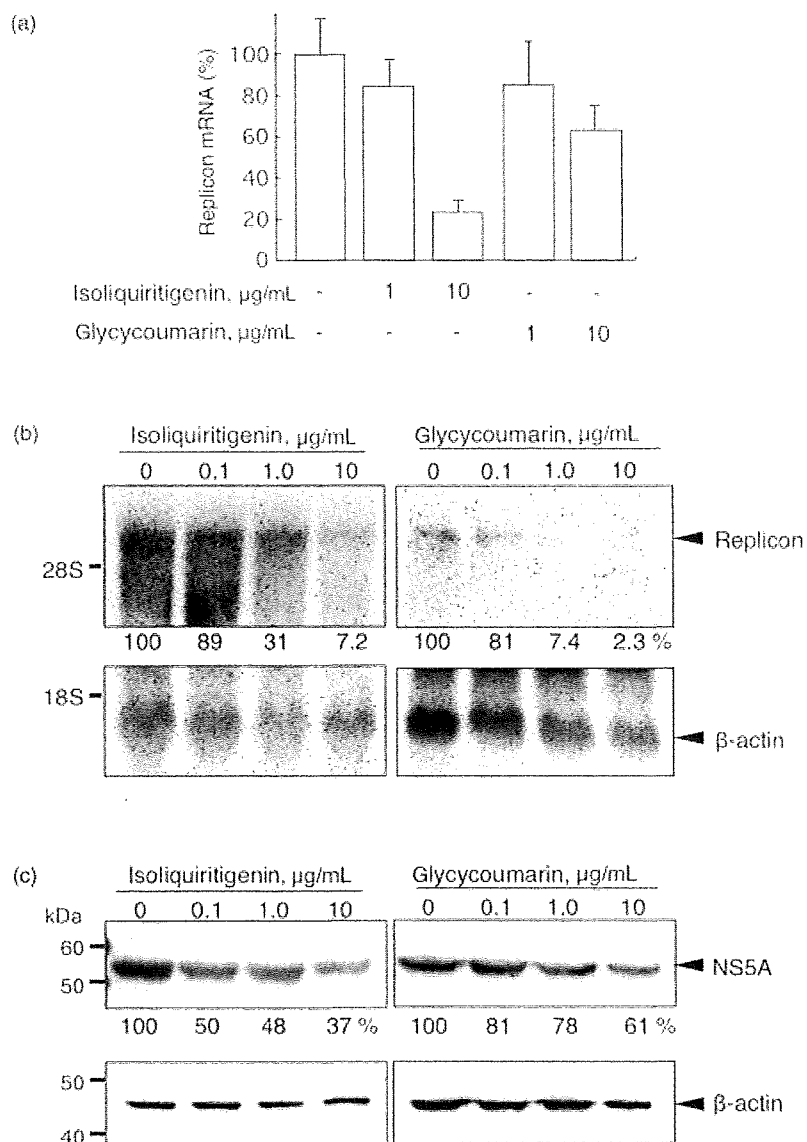 (a)
Replicon mRNA (%)
100
80
60
40
20
0
Isoliquiritigenin, µg/mL - 1 10 - -
Glycycoumarin, µg/mL - - - 1 10
(b)
Isoliquiritigenin, µg/mL Glycycoumarin, µg/mL
0 0.1 1.0 10 0 0.1 1.0 10
Replicon
28S
100 89 31 7.2 100 81 7.4 2.3 %
18S
β-actin
(c)
Isoliquiritigenin, µg/mL Glycycoumarin, µg/mL
kDa 0 0.1 1.0 10 0 0.1 1.0 10
60
NS5A
50
100 50 48 37 % 100 81 78 61 %
50
β-actin
40